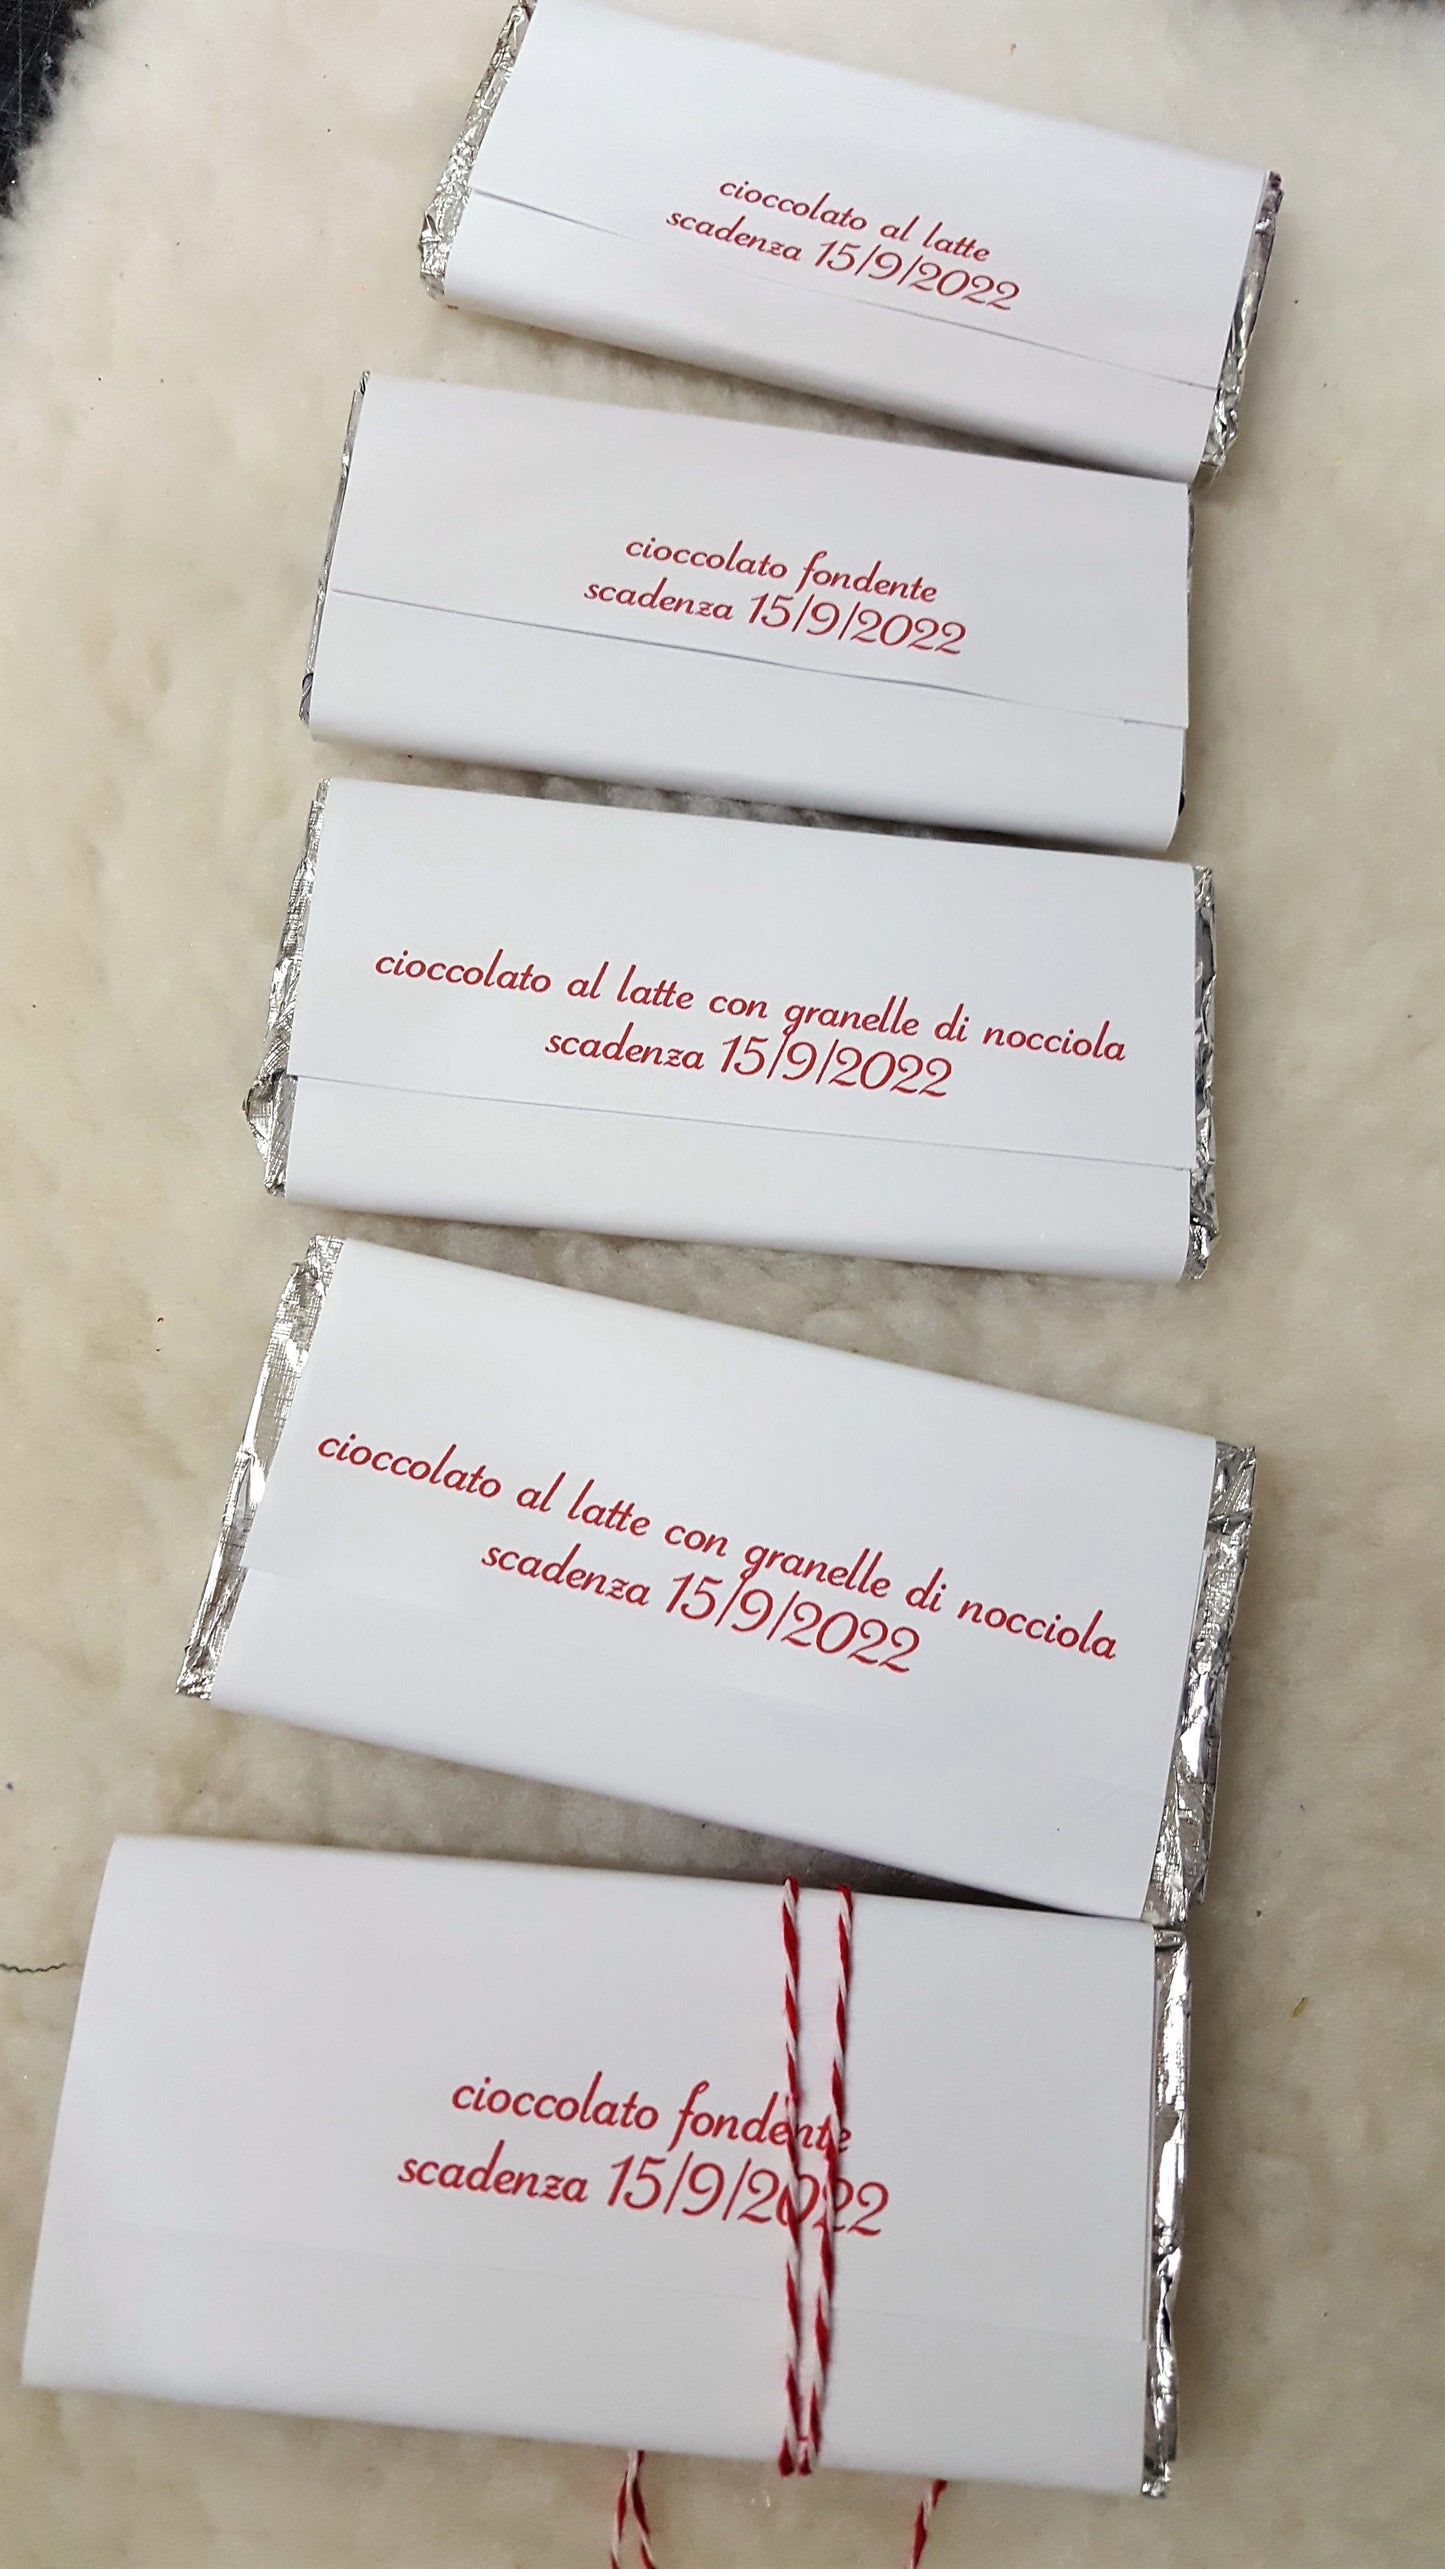 cioccolato al latte
scadenza 15/9/2022
cioccolato fondente
scadenza 15/9/2022
cioccolato al latte con granelle di nocciola
scadenza 15/9/2022
cioccolato al latte con granelle di nocciola
scadenza 15/9/2022
cioccolato fondente
scadenza 15/9/2022